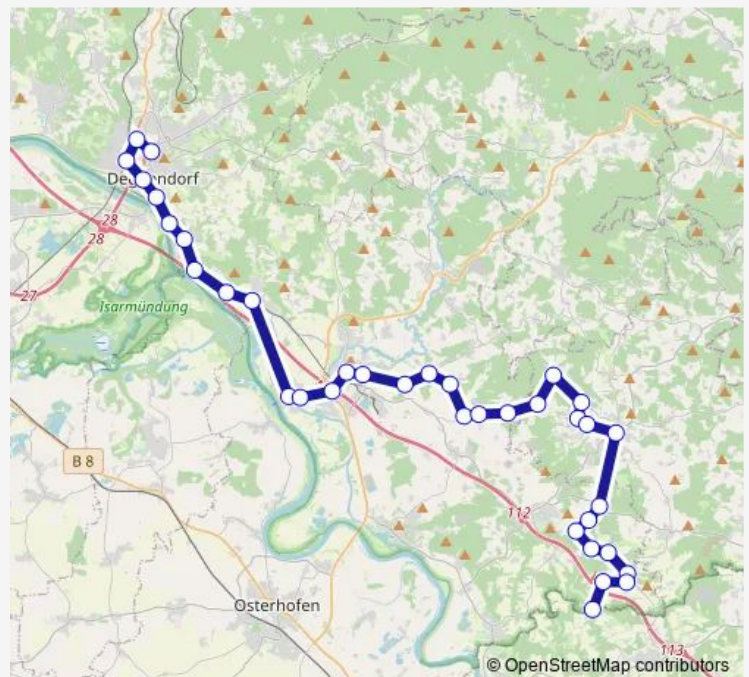 Deggendorf
28
28
27
Isarmündung
B 8
112
Osterhofen
113
© OpenStreetMap contributors